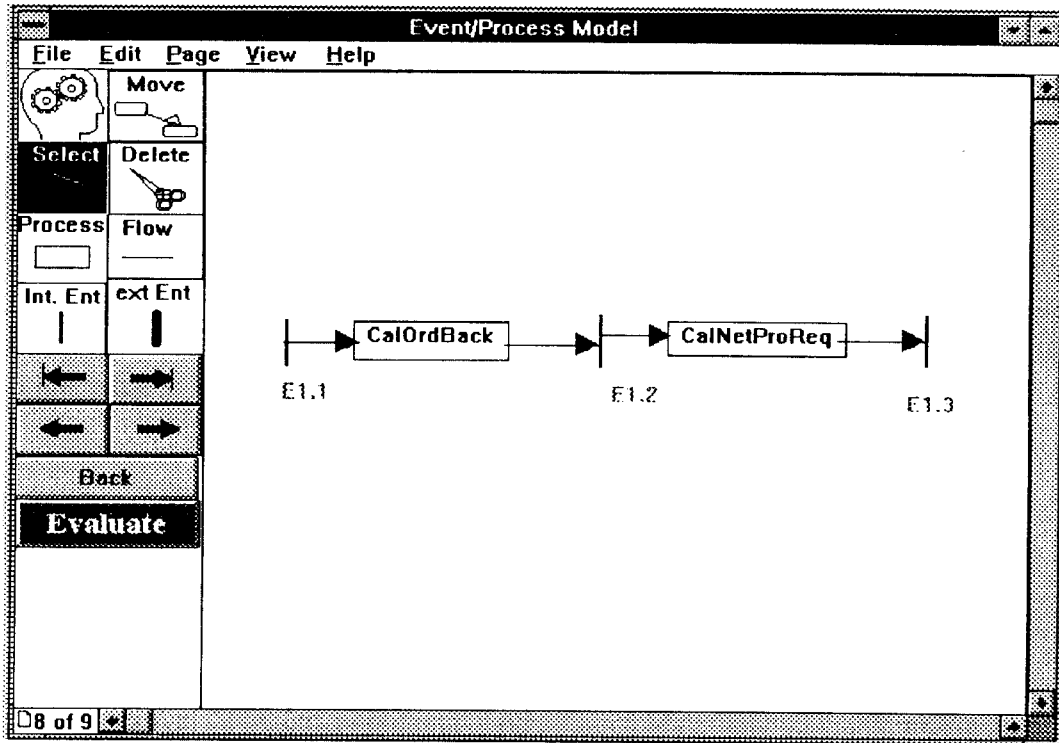 Event/Process Model
File Edit Page View Help
Move
Select Delete
Process Flow
Int. Ent ext Ent
CalOrdBack CalNetProReq
E1.1 E1.2 E1.3
Back
Evaluate
8 of 9